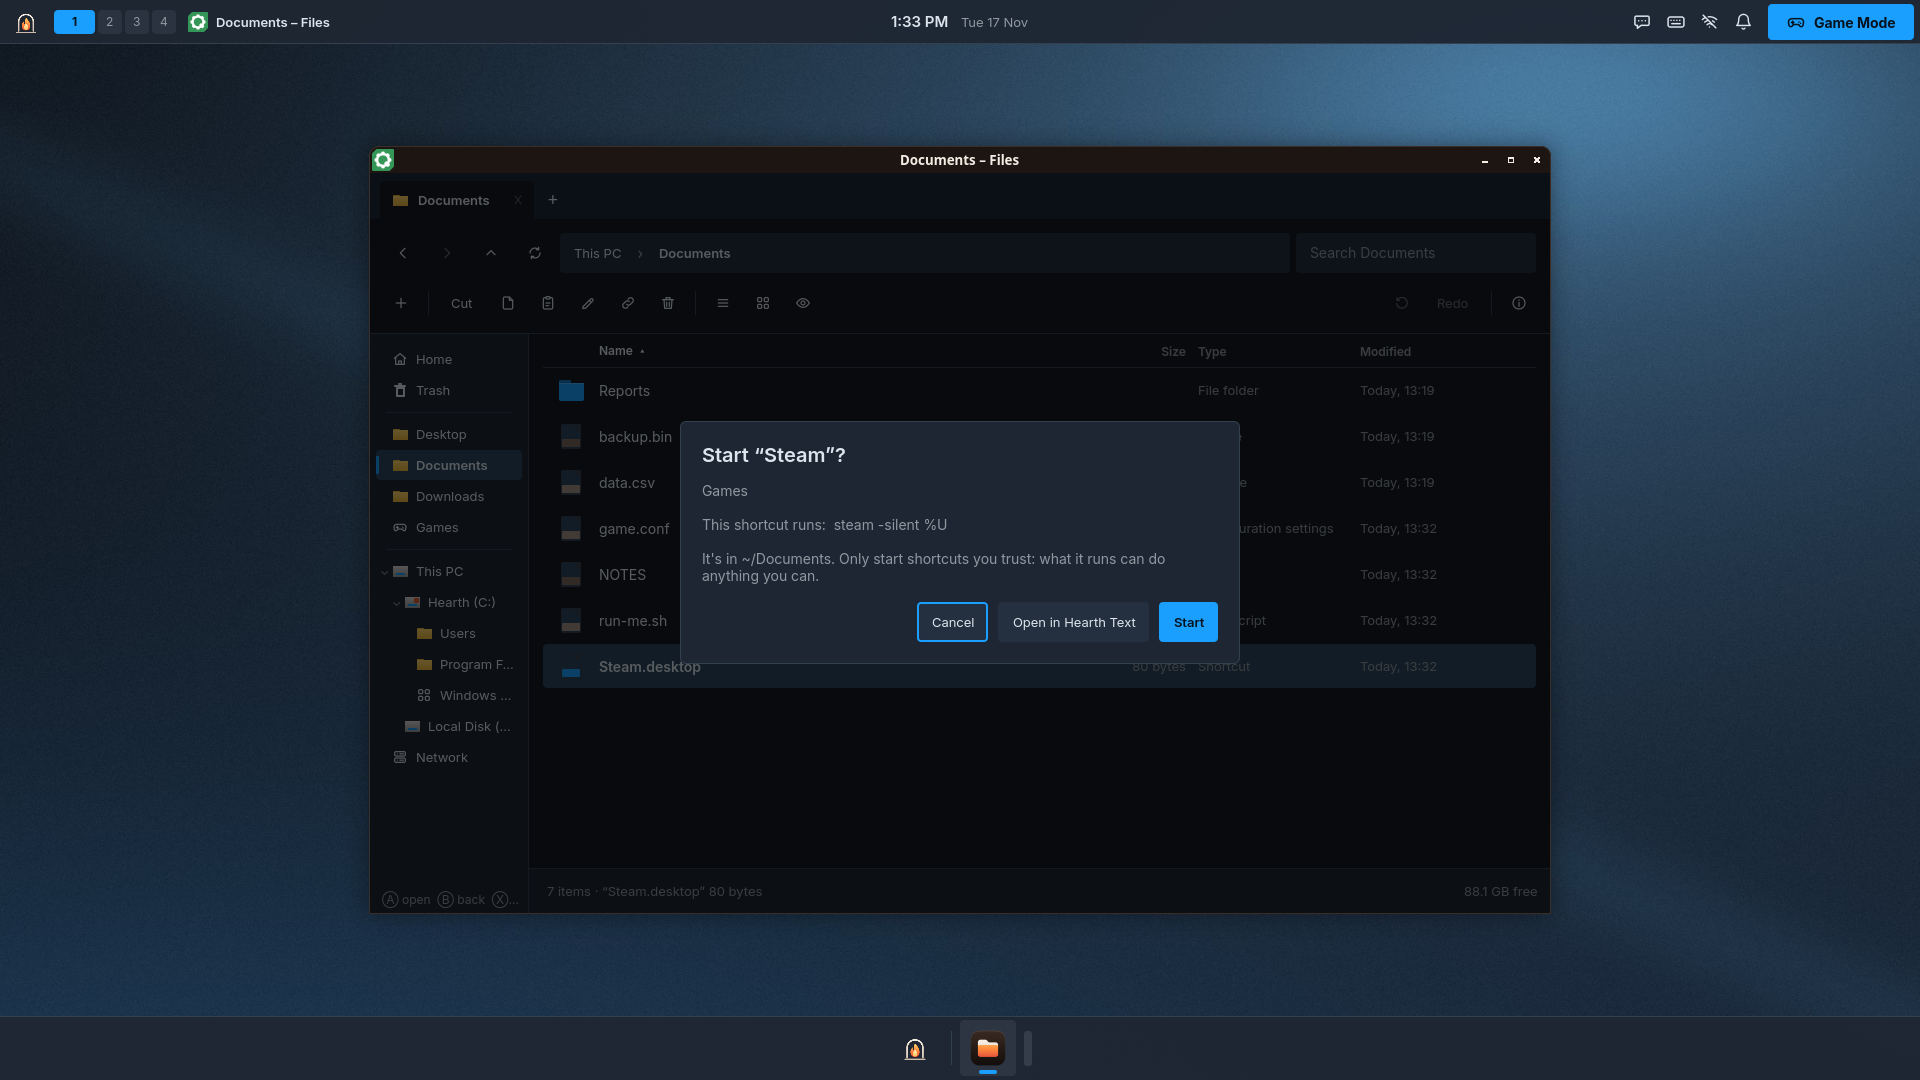 1 2 3 4 Documents – Files
1:33 PM Tue 17 Nov
Game Mode
Documents – Files
Documents X +
This PC › Documents
Search Documents
Cut
Redo
Name Size Type Modified
Home
Trash
Desktop
Documents
Downloads
Games
This PC
Hearth (C:)
Users
Program F...
Windows ...
Local Disk (...
Network
Reports File folder Today, 13:19
backup.bin Today, 13:19
data.csv Today, 13:19
game.conf uration settings Today, 13:32
NOTES Today, 13:32
run-me.sh cript Today, 13:32
Steam.desktop 80 bytes Shortcut Today, 13:32
Start “Steam”?
Games
This shortcut runs: steam -silent %U
It's in ~/Documents. Only start shortcuts you trust: what it runs can do
anything you can.
Cancel Open in Hearth Text Start
A open B back X...
7 items · “Steam.desktop” 80 bytes
88.1 GB free